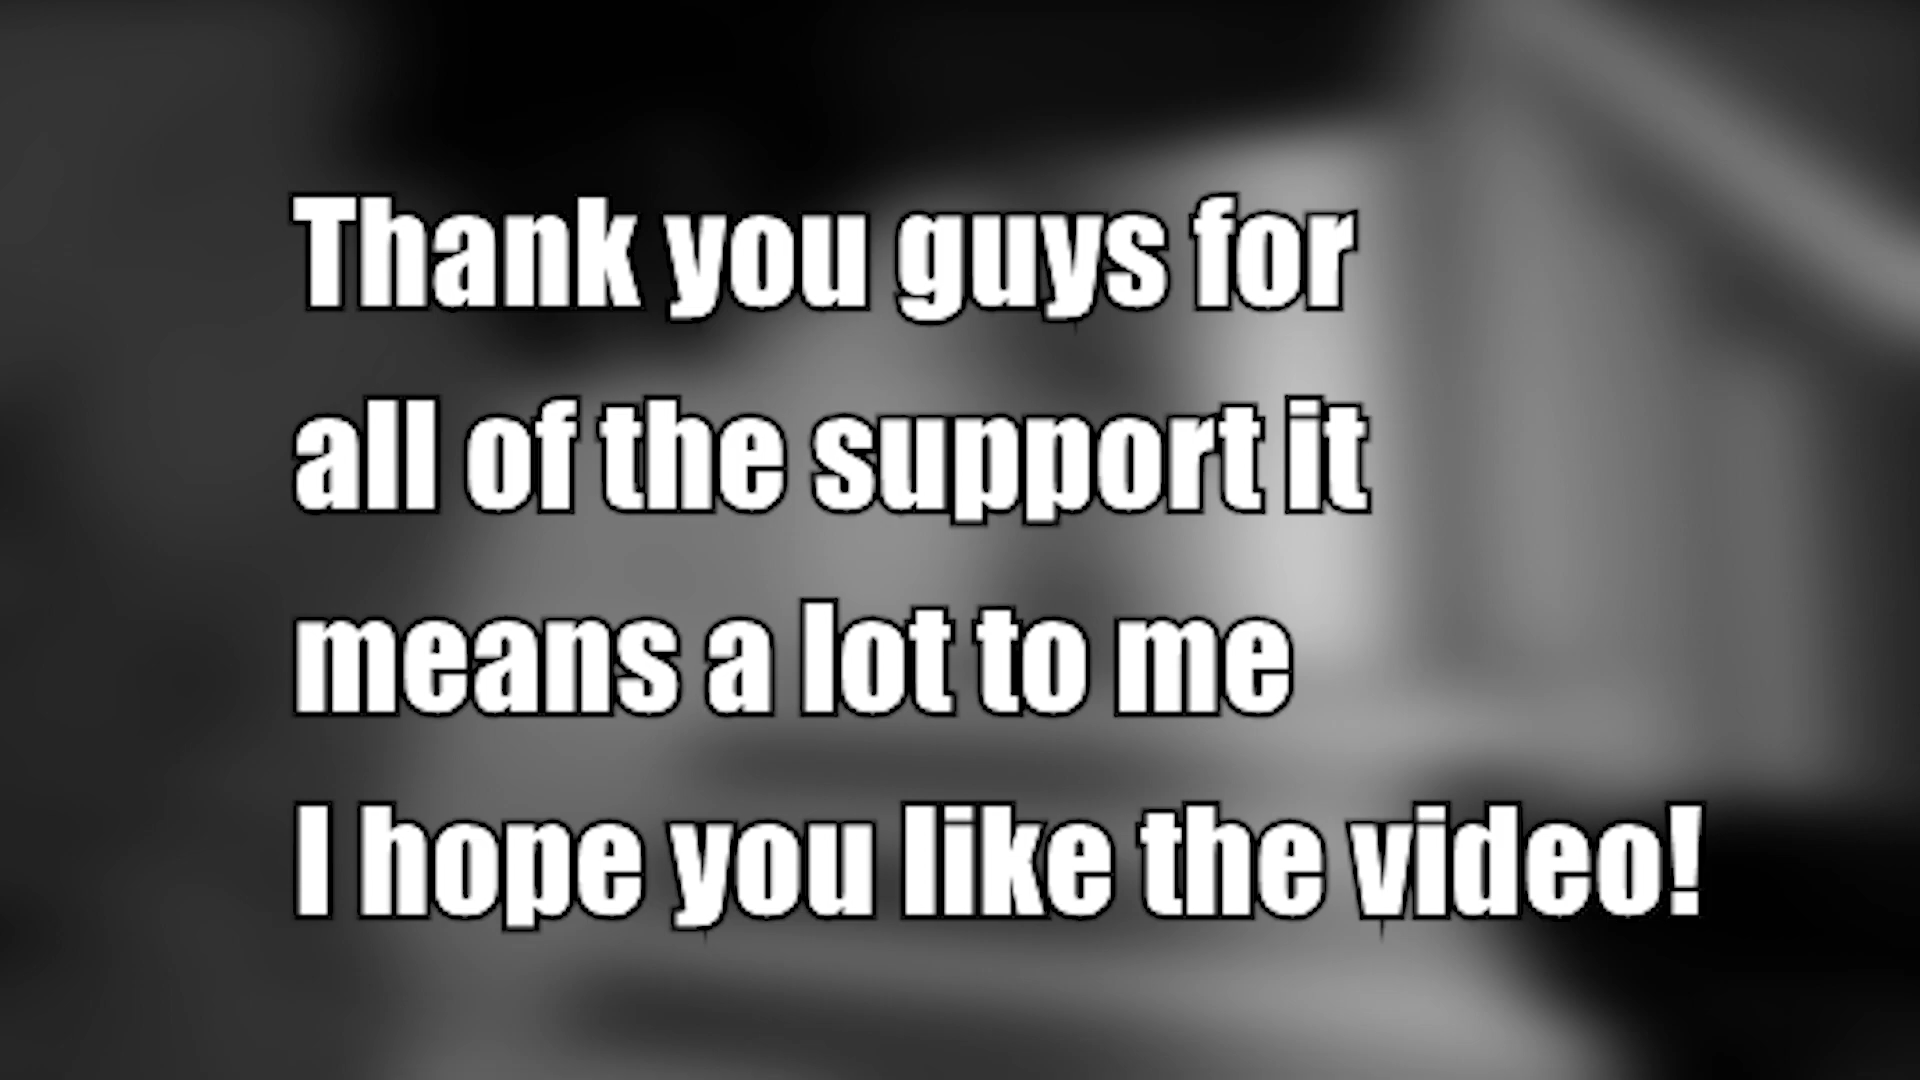 Thank you guys for
all of the support it
means a lot to me
I hope you like the video!